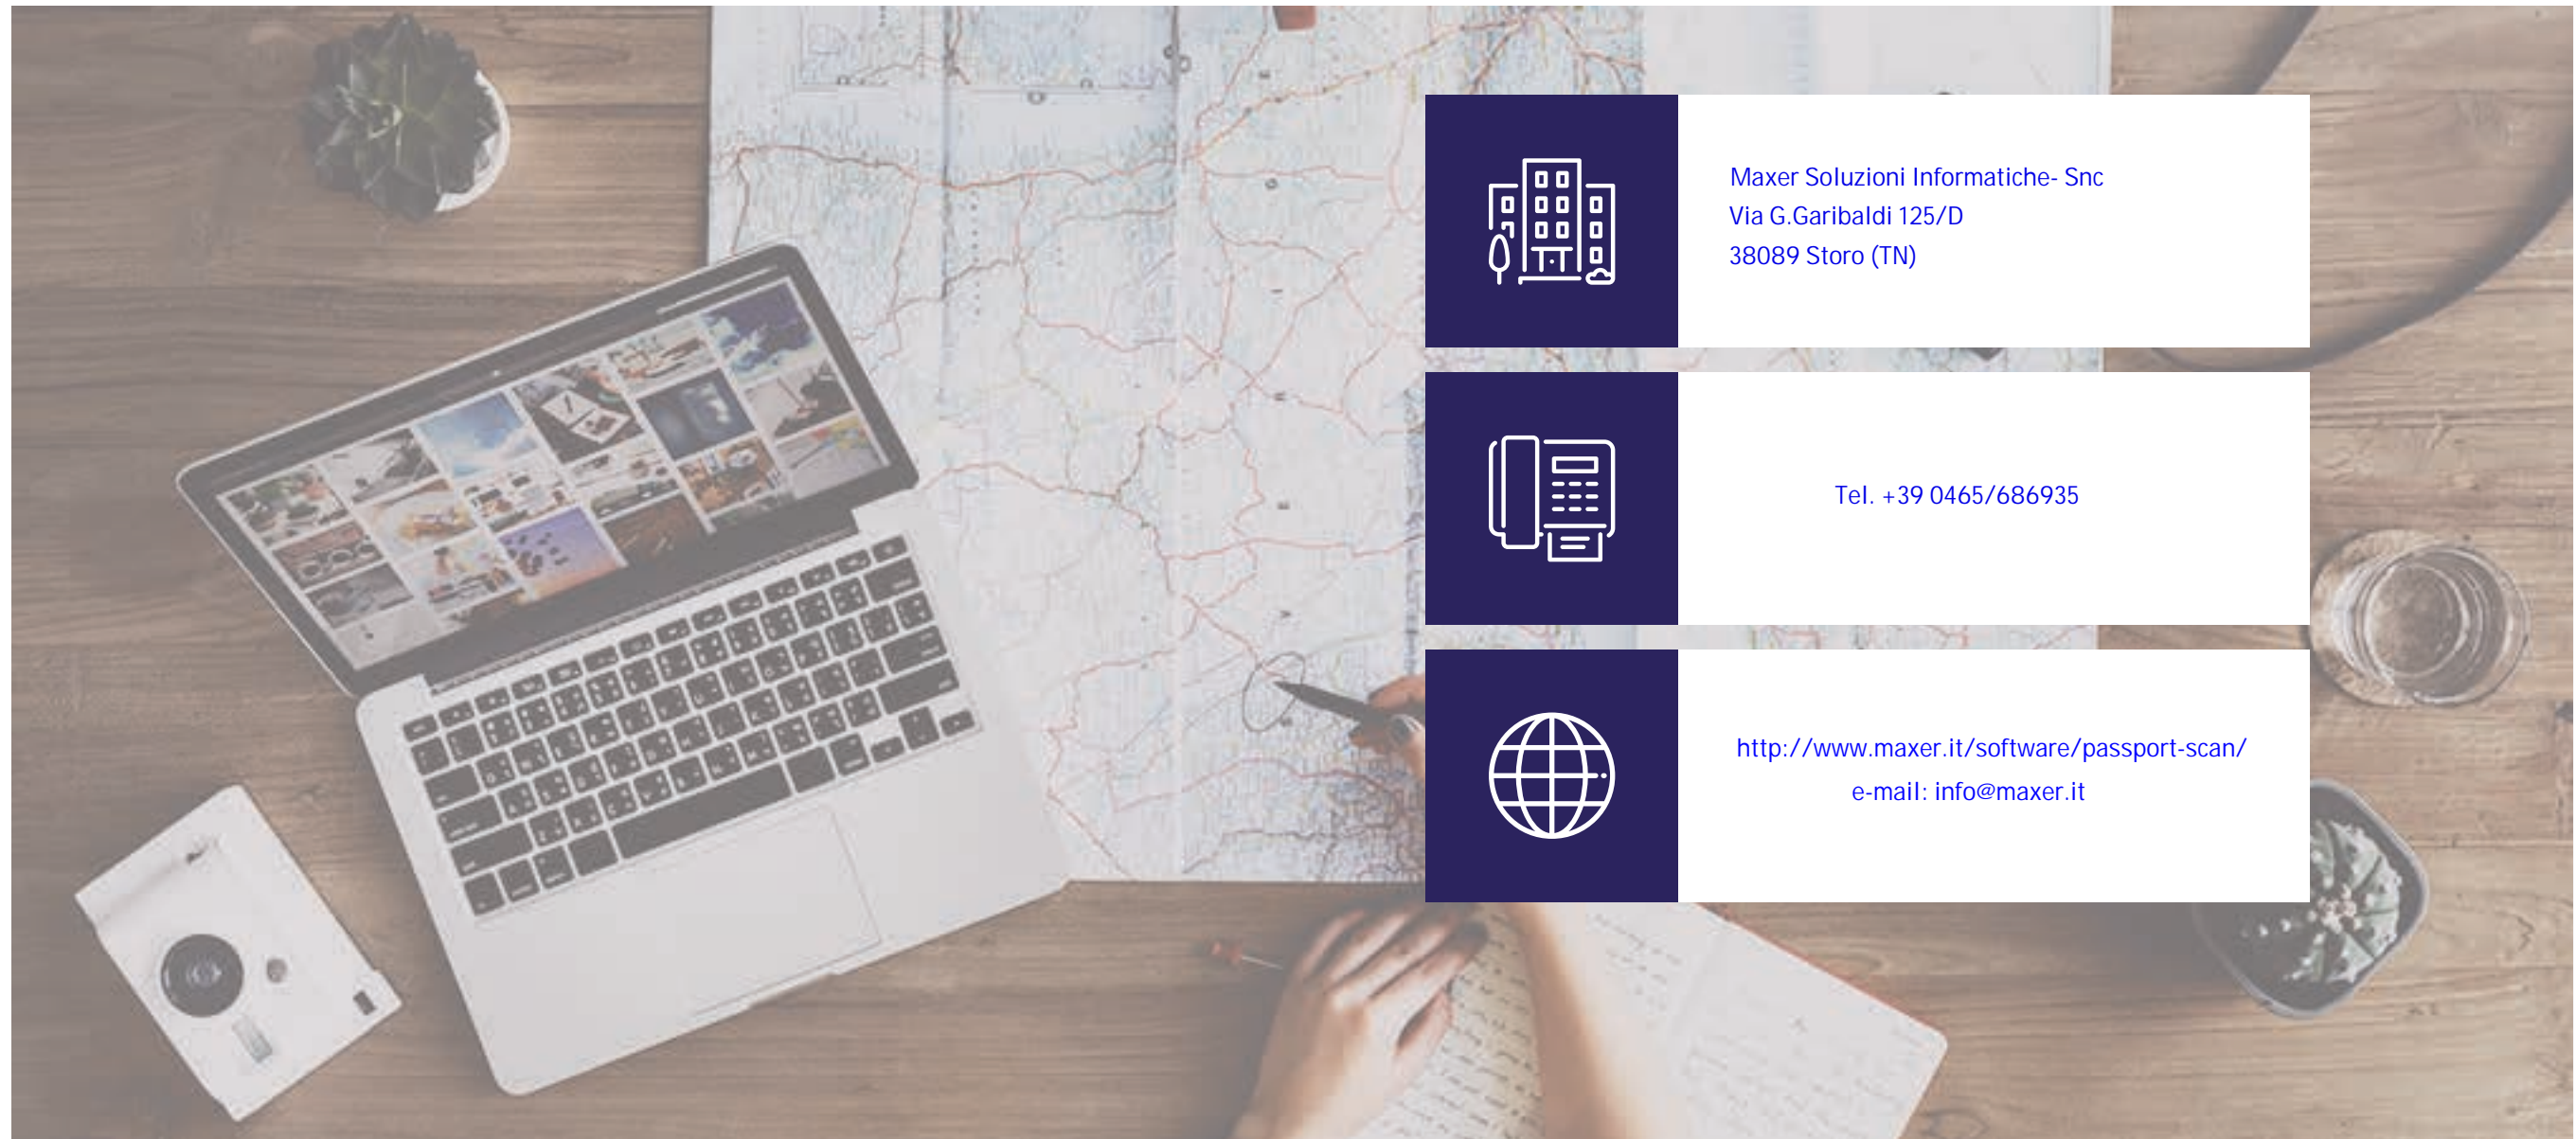 Maxer Soluzioni Informatiche- Snc
Via G.Garibaldi 125/D
38089 Storo (TN)
Tel. +39 0465/686935
http://www.maxer.it/software/passport-scan/
e-mail: info@maxer.it